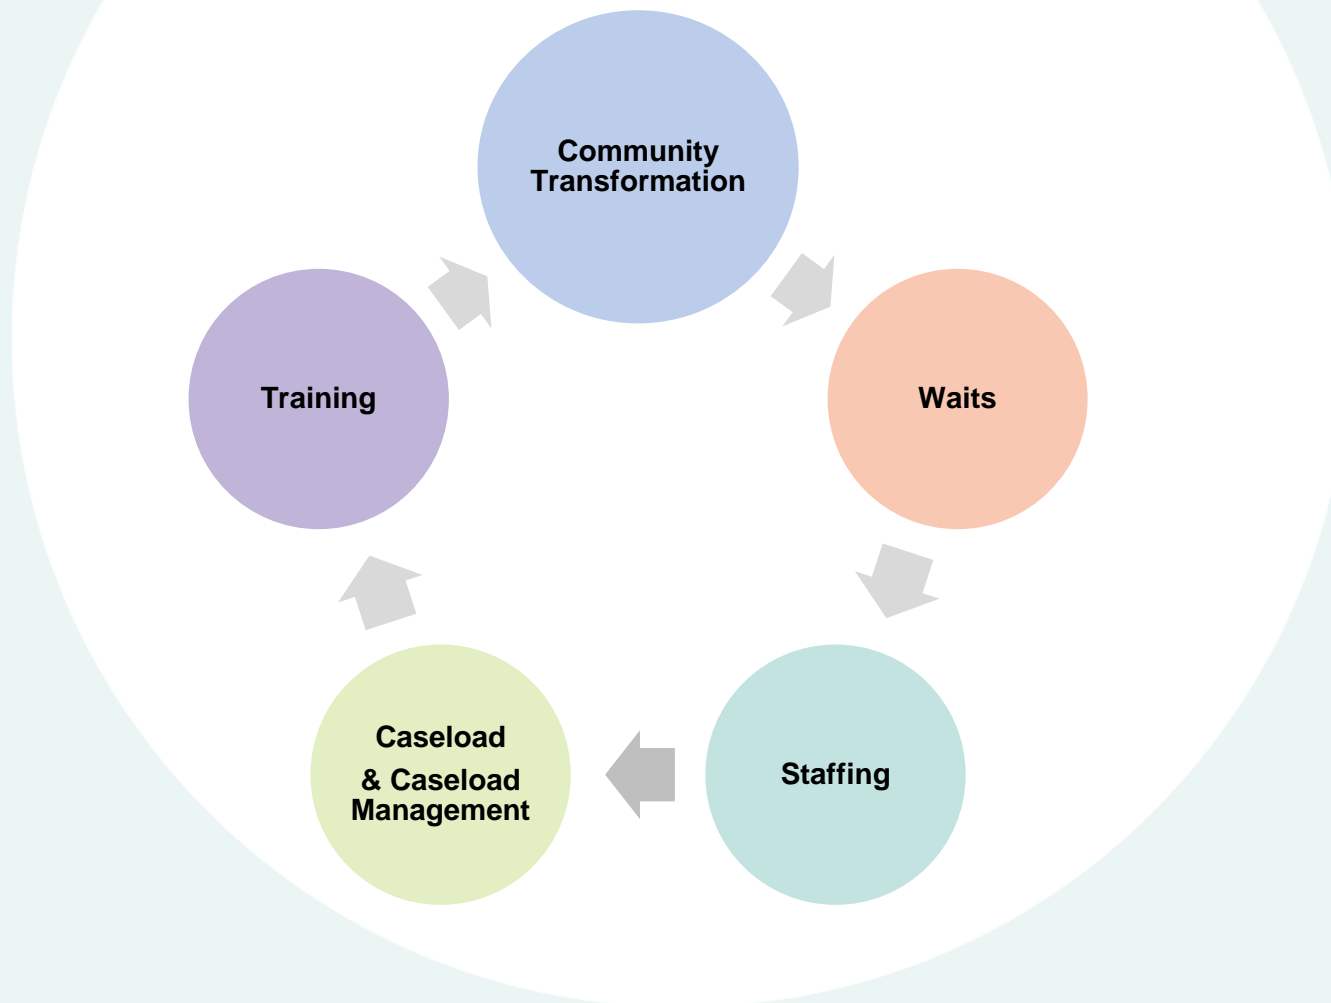 Community
Transformation
Waits
Staffing
Caseload
& Caseload
Management
Training